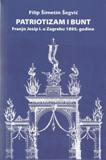 Filip Šimetin Šegvić
PATRIOTIZAM I BUNT
Franjo Josip I. u Zagrebu 1895. godine